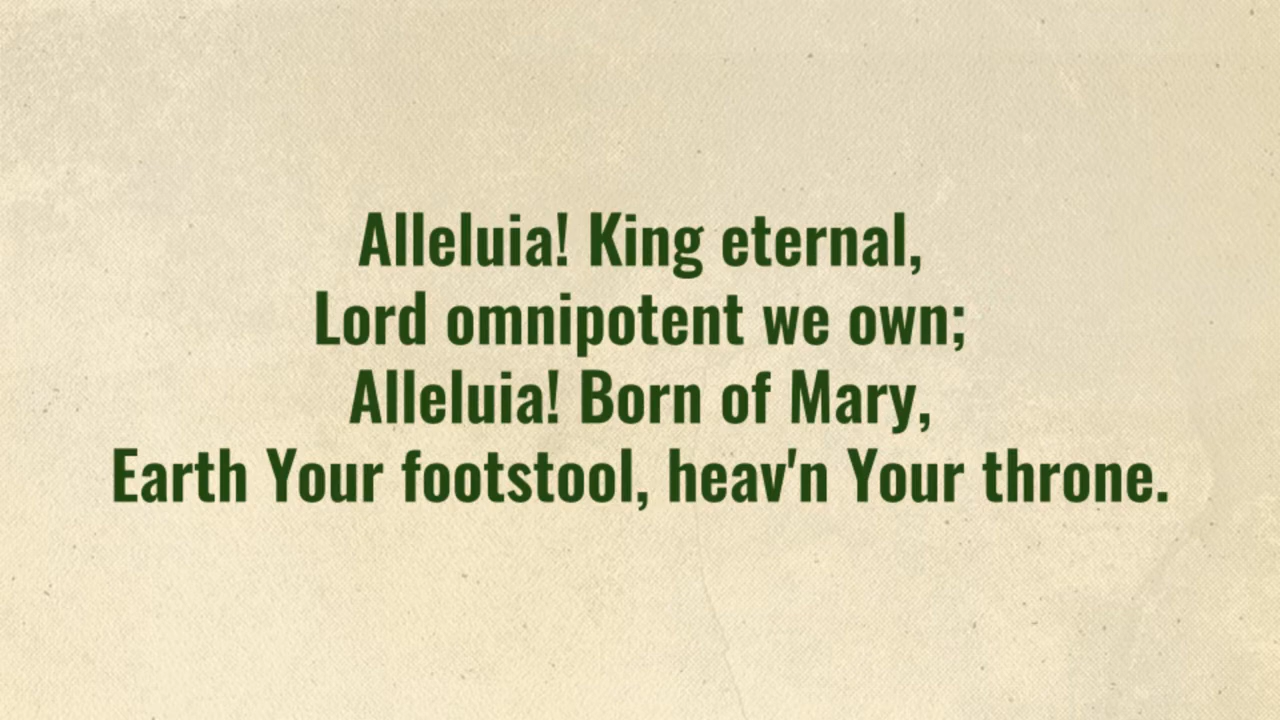 Alleluia! King eternal,
Lord omnipotent we own;
Alleluia! Born of Mary,
Earth Your footstool, heav'n Your throne.